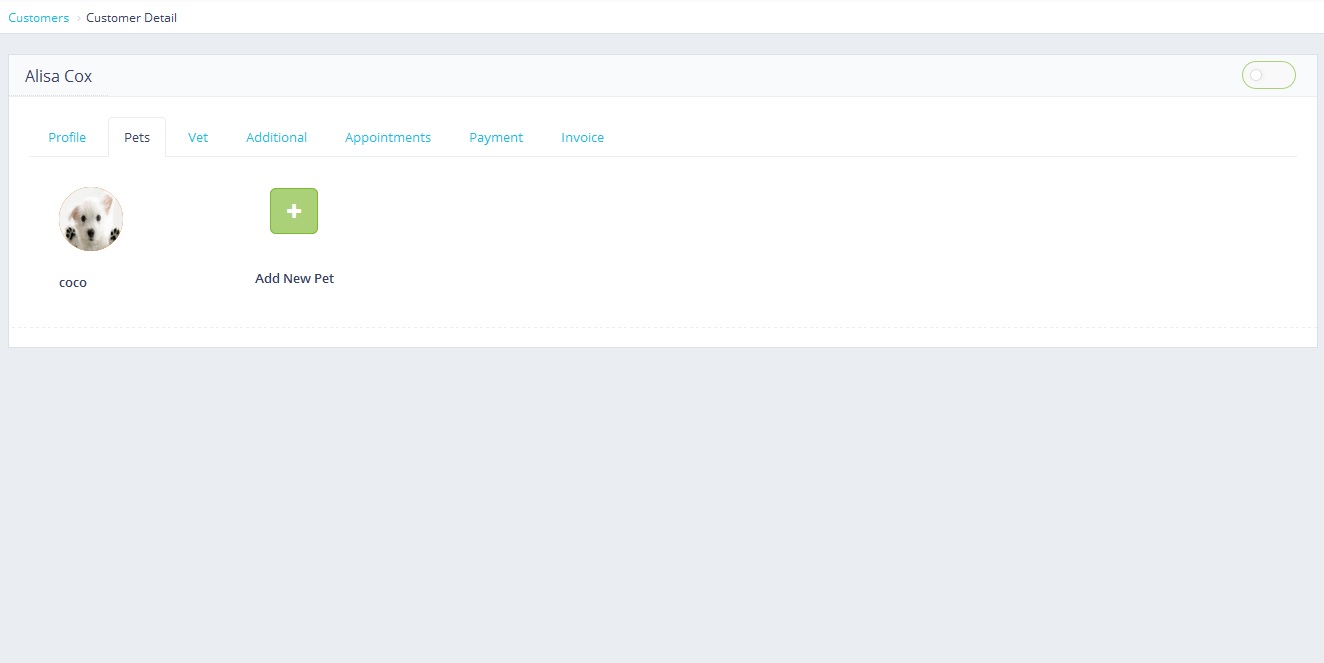 Customers › Customer Detail
Alisa Cox
Profile Pets Vet Additional Appointments Payment Invoice
coco
Add New Pet